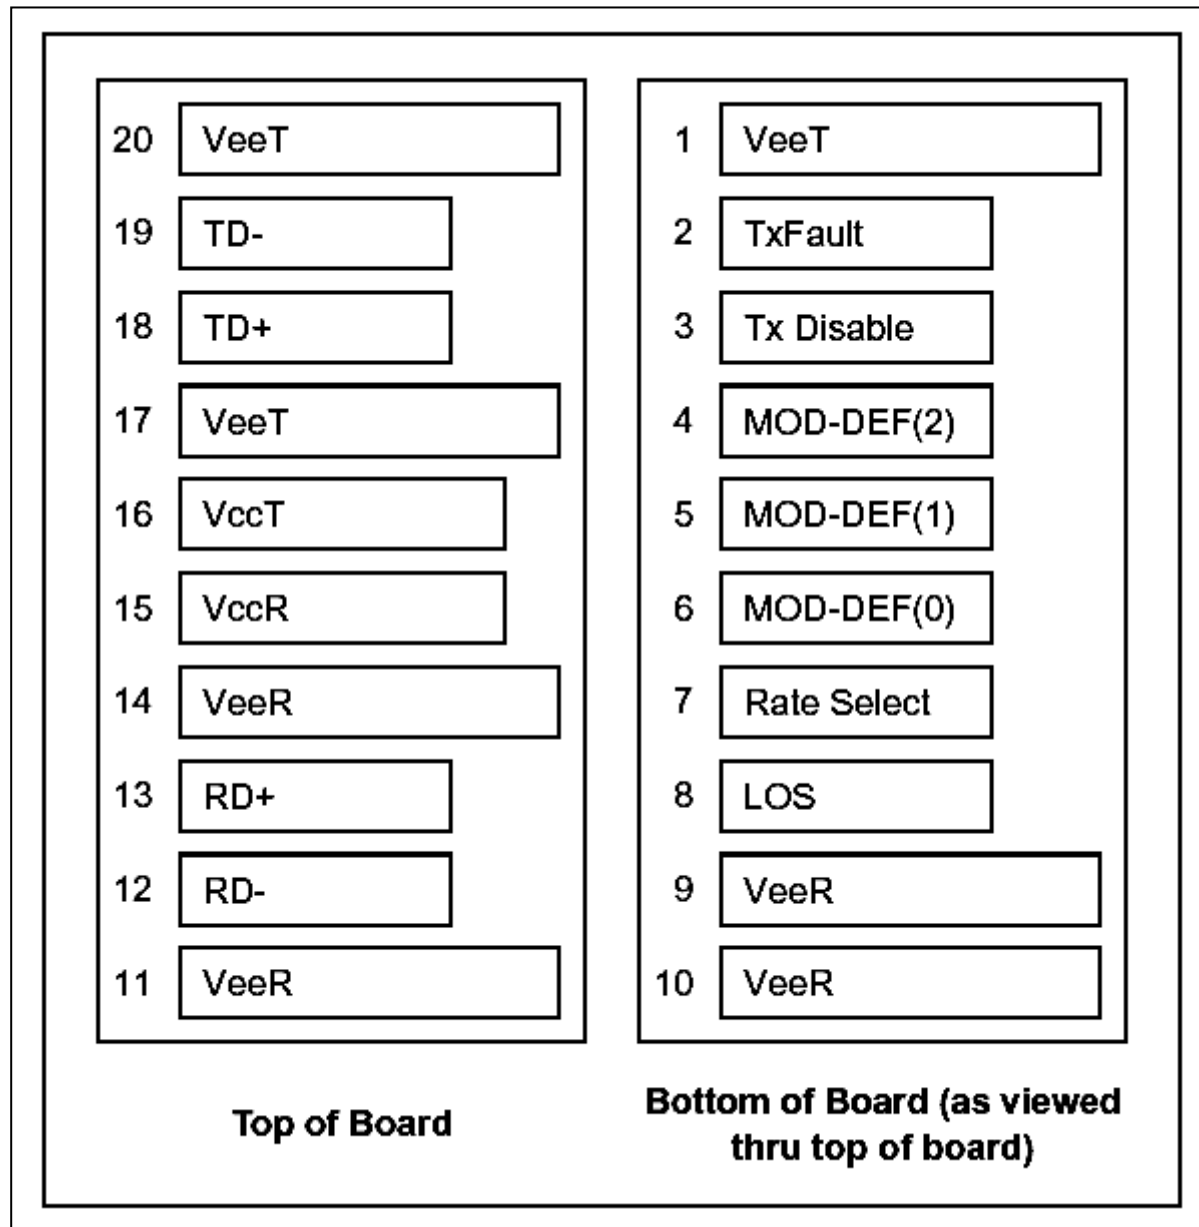 20 VeeT
19 TD-
18 TD+
17 VeeT
16 VccT
15 VccR
14 VeeR
13 RD+
12 RD-
11 VeeR
Top of Board
1 VeeT
2 TxFault
3 Tx Disable
4 MOD-DEF(2)
5 MOD-DEF(1)
6 MOD-DEF(0)
7 Rate Select
8 LOS
9 VeeR
10 VeeR
Bottom of Board (as viewed
thru top of board)